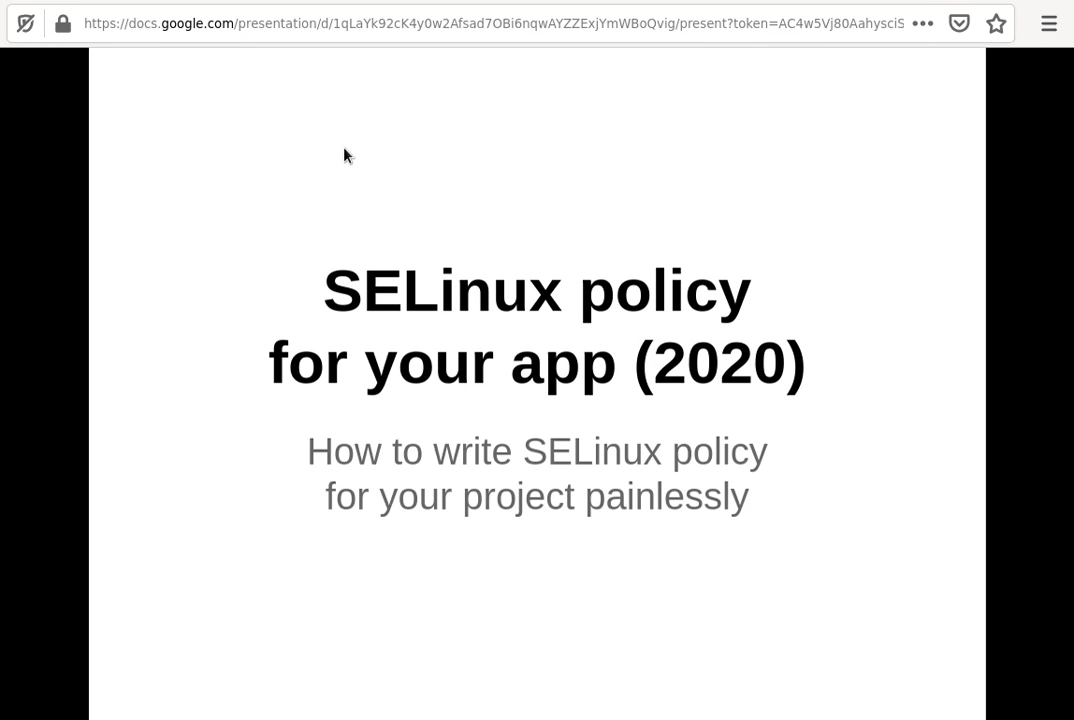 https://docs.google.com/presentation/d/1qLaYk92cK4y0w2Afsad7OBi6nqwAYZZExjYmWBoQvig/present?token=AC4w5Vj80AahysciS
SELinux policy
for your app (2020)
How to write SELinux policy
for your project painlessly